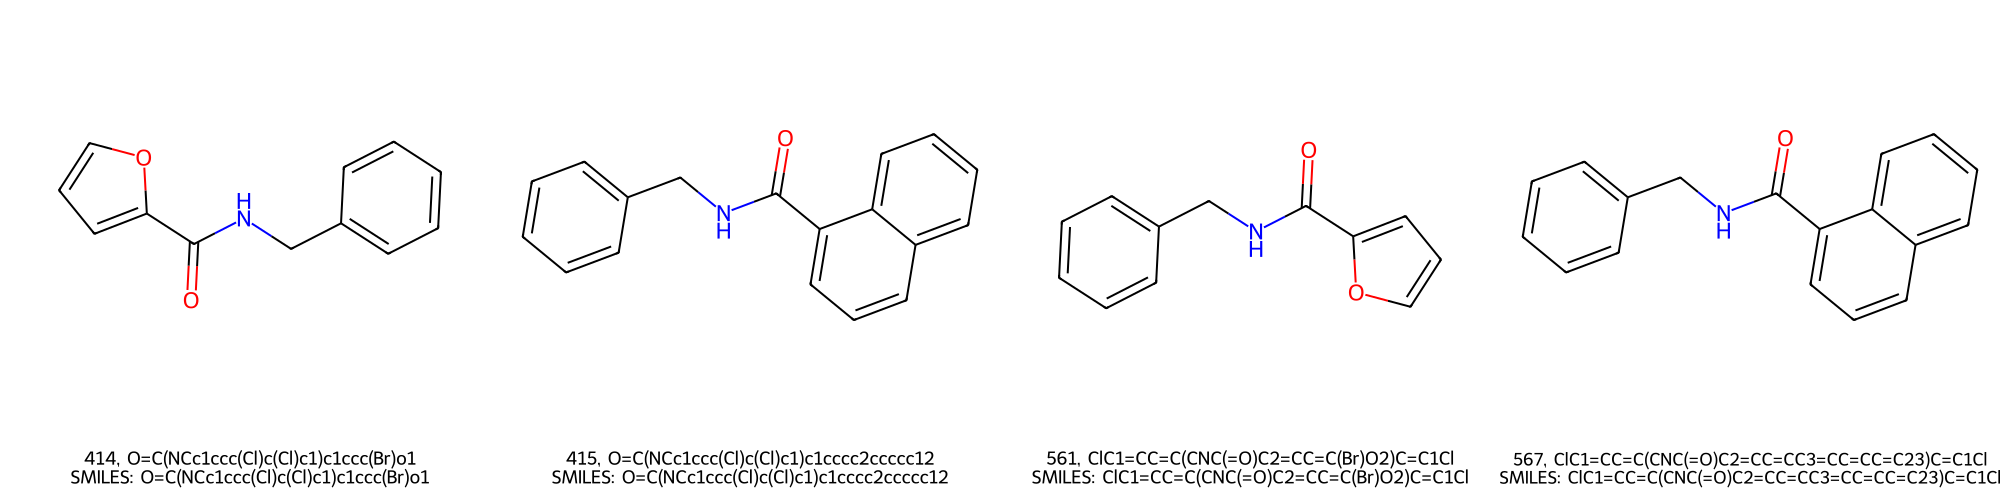 O
NH
O
O
N
H
O
N
H
O
O
N
H
414, O=C(NCc1ccc(Cl)c(Cl)c1)c1ccc(Br)o1
SMILES: O=C(NCc1ccc(Cl)c(Cl)c1)c1ccc(Br)o1
415, O=C(NCc1ccc(Cl)c(Cl)c1)c1cccc2ccccc12
SMILES: O=C(NCc1ccc(Cl)c(Cl)c1)c1cccc2ccccc12
561, ClC1=CC=C(CNC(=O)C2=CC=C(Br)O2)C=C1Cl
SMILES: ClC1=CC=C(CNC(=O)C2=CC=C(Br)O2)C=C1Cl
567, ClC1=CC=C(CNC(=O)C2=CC=CC3=CC=CC=C23)C=C1Cl
SMILES: ClC1=CC=C(CNC(=O)C2=CC=CC3=CC=CC=C23)C=C1Cl